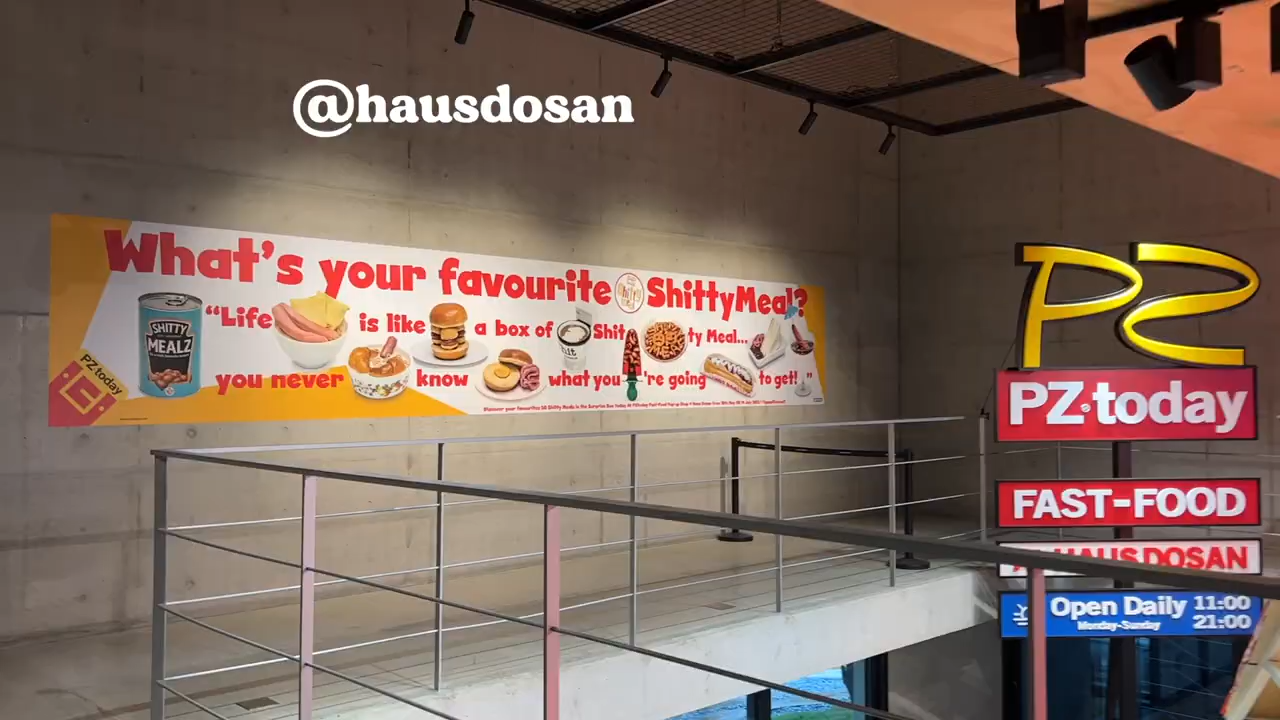 @hausdosan
What's your favourite ShittyMeal?
SHITTY
MEALZ
"Life is like a box of Shit ty Meal...
you never know what you 're going to get! "
PZ today
PZ
PZ·today
FAST-FOOD
HAUS DOSAN
Open Daily 11:00
Monday-Sunday 21:00